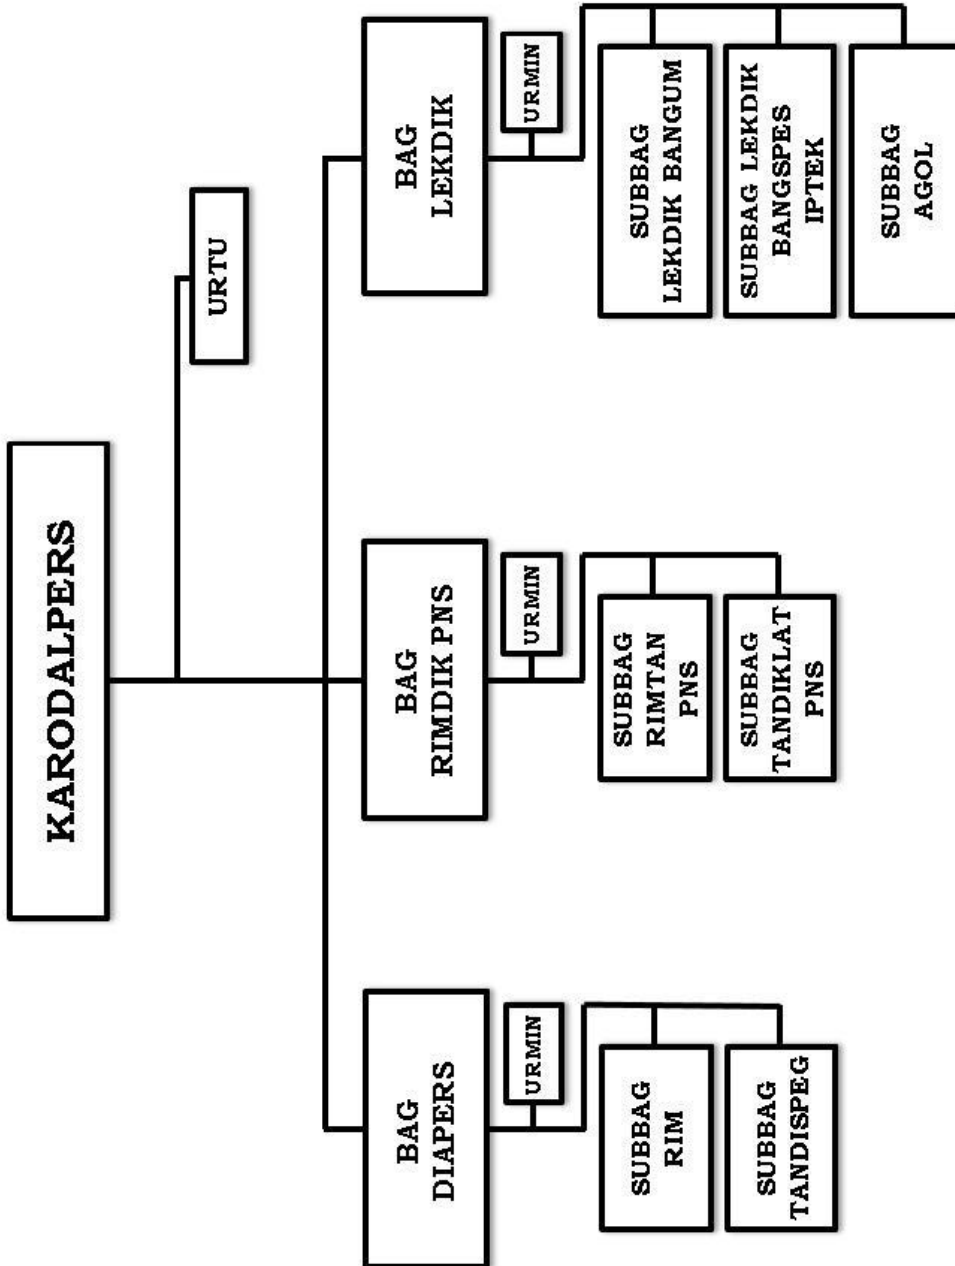 KARODALPERS
URTU
BAG
DIAPERS
URMIN
SUBBAG
RIM
SUBBAG
TANDISPEG
BAG
RIMDIK PNS
URMIN
SUBBAG
RIMTAN
PNS
SUBBAG
TANDIKLAT
PNS
BAG
LEKDIK
URMIN
SUBBAG
LEKDIK BANGUM
SUBBAG LEKDIK
BANGSPES
IPTEK
SUBBAG
AGOL